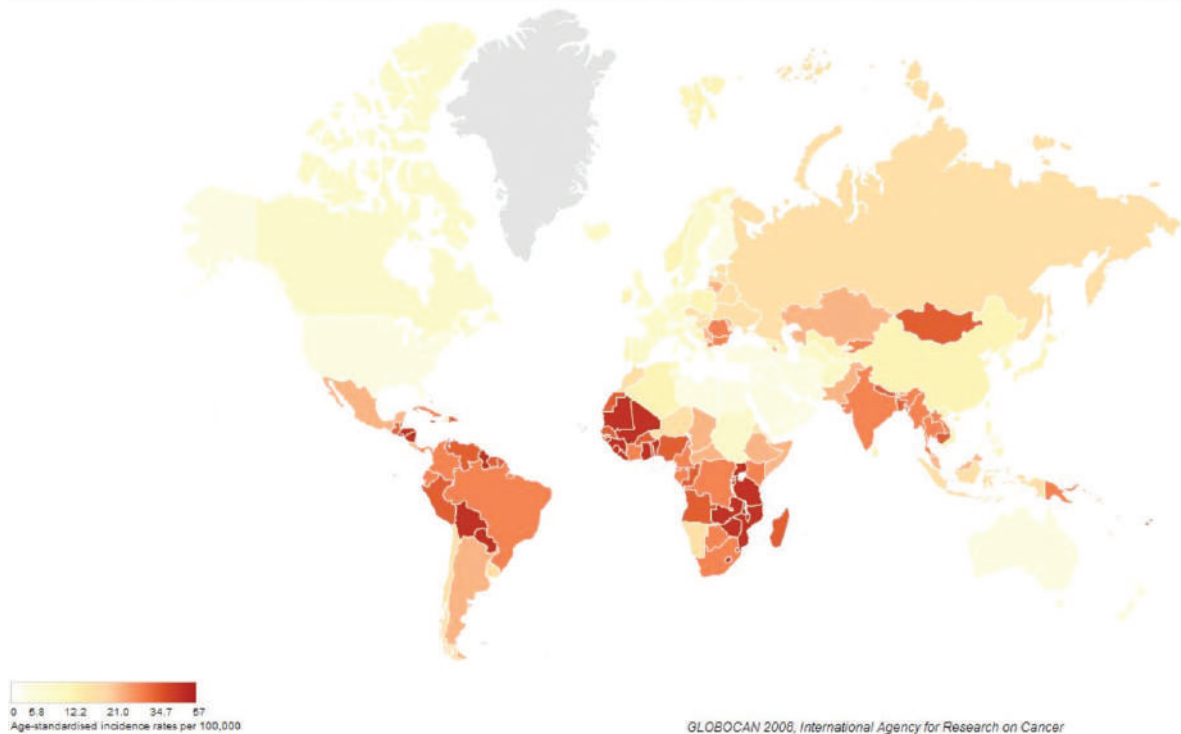 0 6.8 12.2 21.0 34.7 57
Age-standardised incidence rates per 100,000
GLOBOCAN 2008, International Agency for Research on Cancer